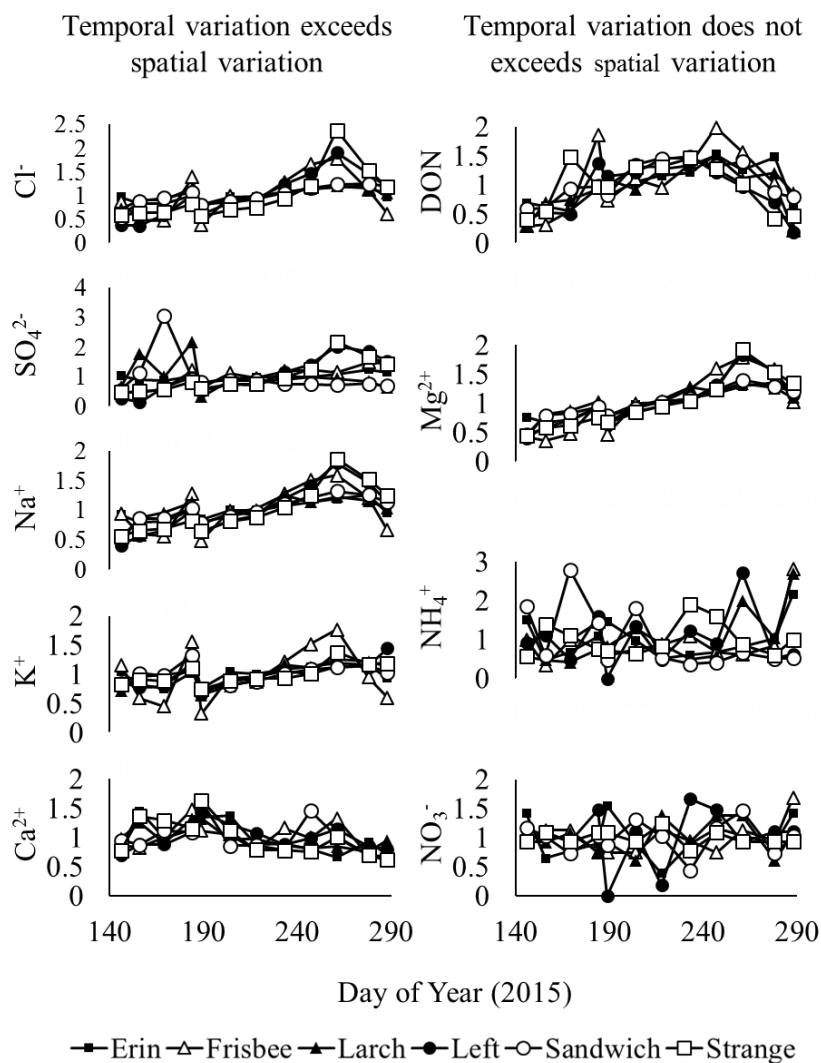 Temporal variation exceeds
spatial variation
Temporal variation does not
exceeds spatial variation
Cl-
2.5
2
1.5
1
0.5
0
DON
2
1.5
1
0.5
0
SO4 2-
4
3
2
1
0
Mg2+
2
1.5
1
0.5
0
Na+
2
1.5
1
0.5
0
NH4+
3
2
1
0
K+
2
1.5
1
0.5
0
Ca2+
2
1.5
1
0.5
0
NO3-
2
1.5
1
0.5
0
140 190 240 290
140 190 240 290
Day of Year (2015)
Erin Frisbee Larch Left Sandwich Strange